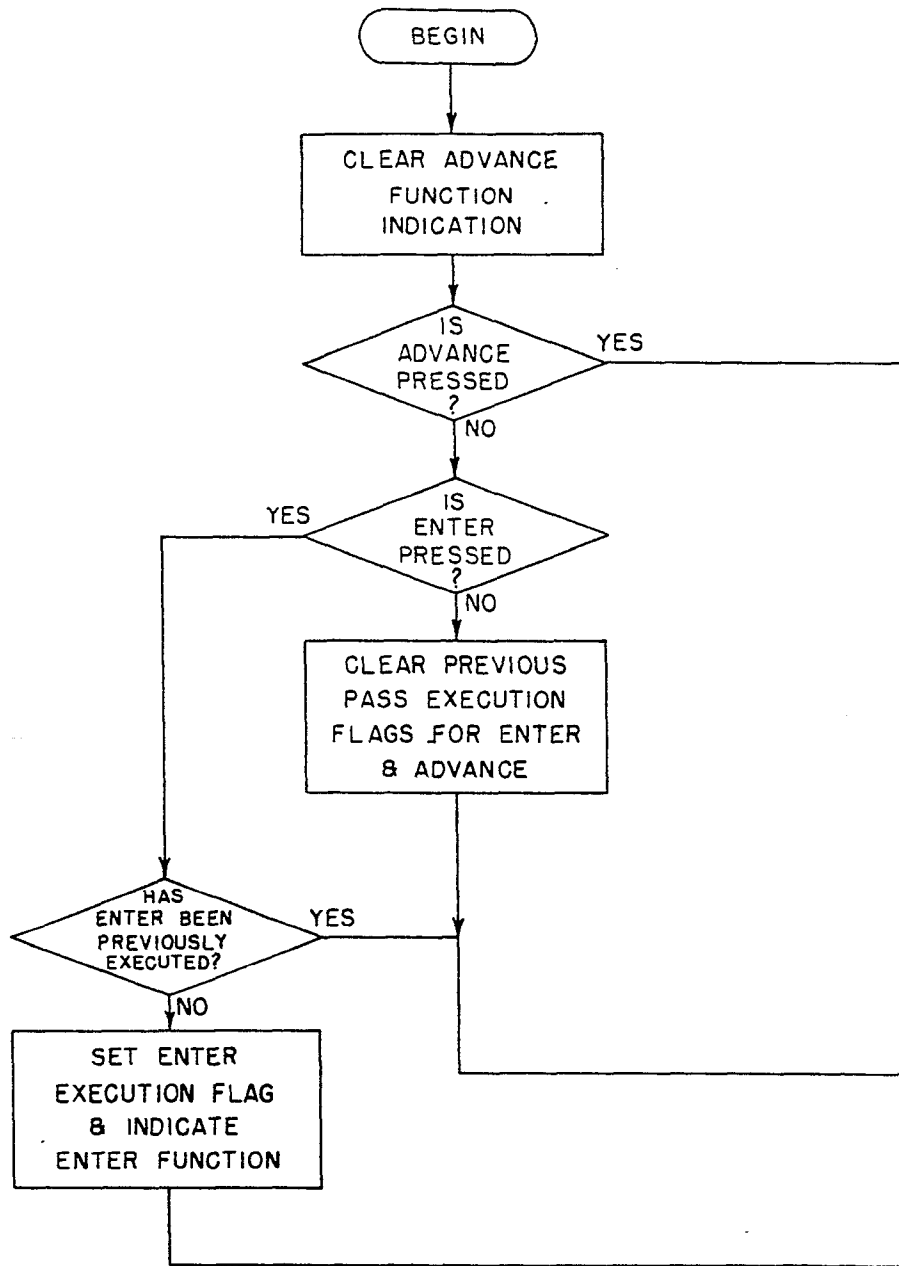 BEGIN
CLEAR ADVANCE
FUNCTION
INDICATION
IS
ADVANCE
PRESSED
?
YES
NO
IS
ENTER
PRESSED
?
YES
NO
CLEAR PREVIOUS
PASS EXECUTION
FLAGS FOR ENTER
& ADVANCE
HAS
ENTER BEEN
PREVIOUSLY
EXECUTED?
YES
NO
SET ENTER
EXECUTION FLAG
& INDICATE
ENTER FUNCTION